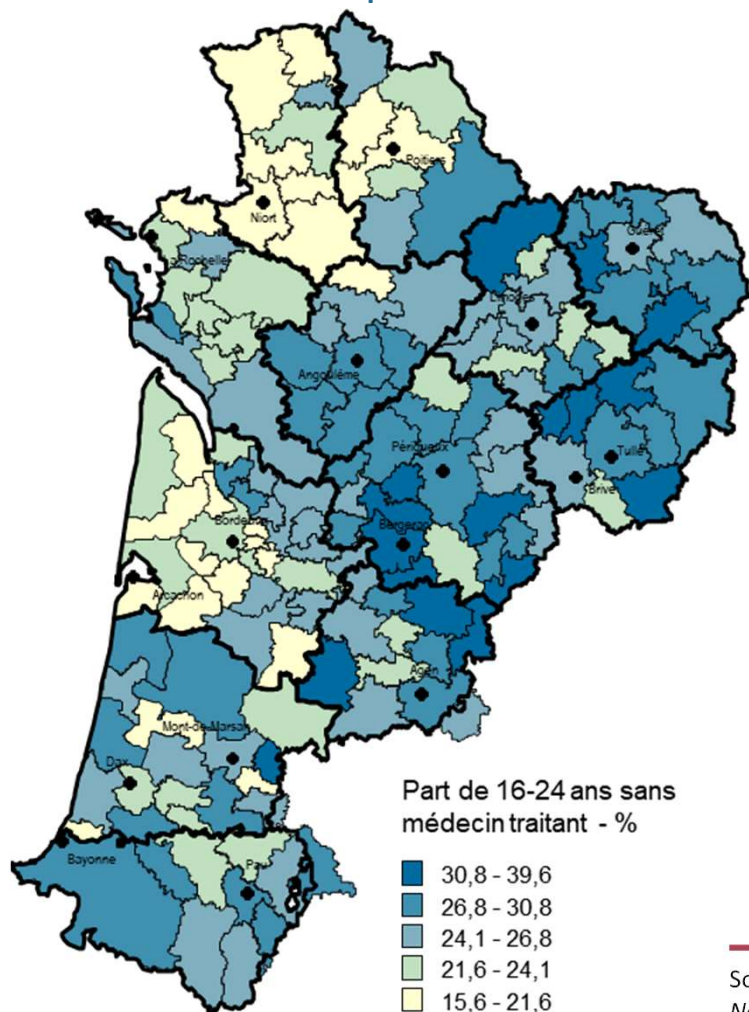 Poitiers
Niort
La Rochelle
Guéret
Limoges
Angoulême
Périgueux
Tulle
Brive
Bordeaux
Bergerac
Arcachon
Agen
Mont-de-Marsan
Dax
Part de 16-24 ans sans
médecin traitant - %
Bayonne
Pau
30,8 - 39,6
26,8 - 30,8
24,1 - 26,8
21,6 - 24,1
15,6 - 21,6